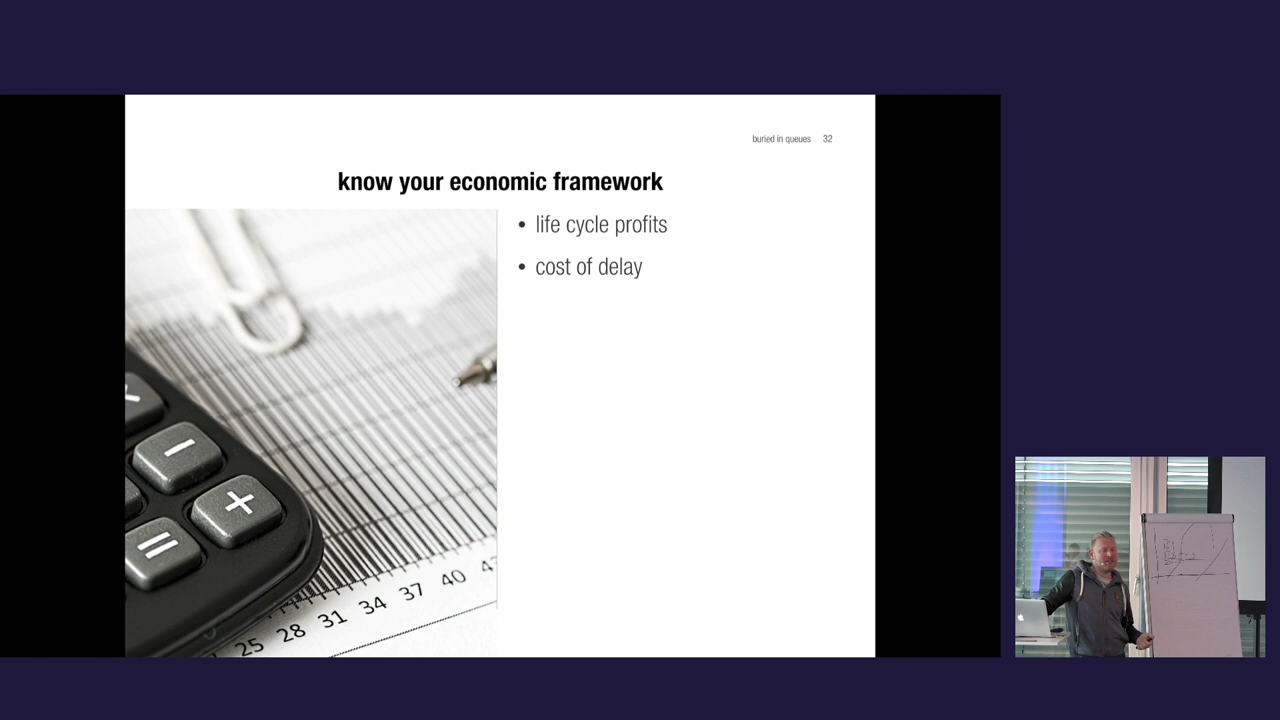 buried in queues 32
know your economic framework
• life cycle profits
• cost of delay
25 28 31 34 37 40